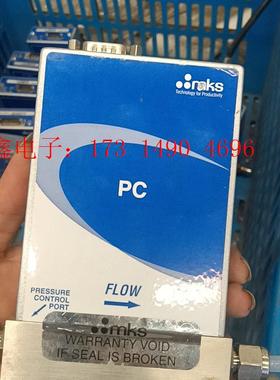 mks
Technology for Productivity
鑫电子：173 1490 4696
PC
PRESSURE
CONTROL
PORT
FLOW
mks
WARRANTY VOID
IF SEAL IS BROKEN